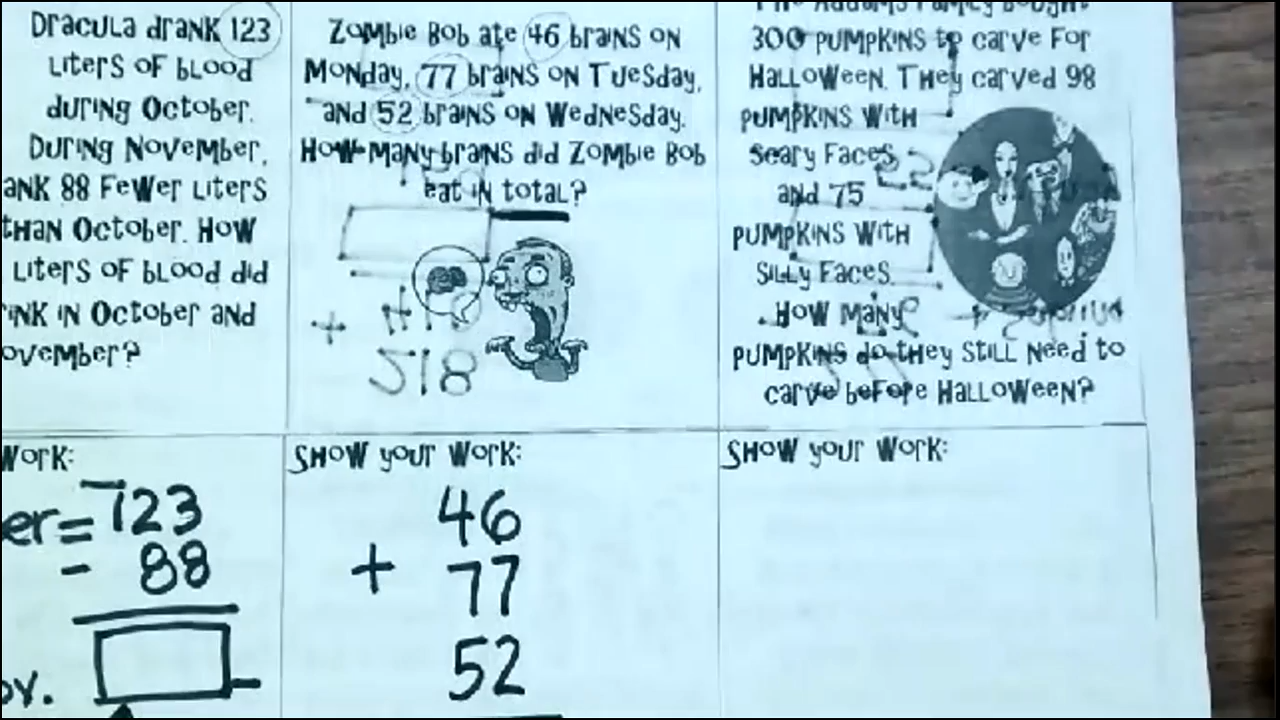 Dracula drank 123
Liters of blood
during October.
During November,
ank 88 fewer liters
than October. How
liters of blood did
ink in October and
ovember?
Zombie Bob ate 46 brains on
Monday, 77 brains on Tuesday,
and 52 brains on Wednesday.
How many brains did Zombie Bob
eat in total?
300 pumpkins to carve for
Halloween. They carved 98
pumpkins with
scary faces
and 75
pumpkins with
silly faces.
How many
pumpkins do they still need to
carve before Halloween?
Work:
er = 123
- 88
ov.
Show your work:
46
+ 77
52
Show your work: